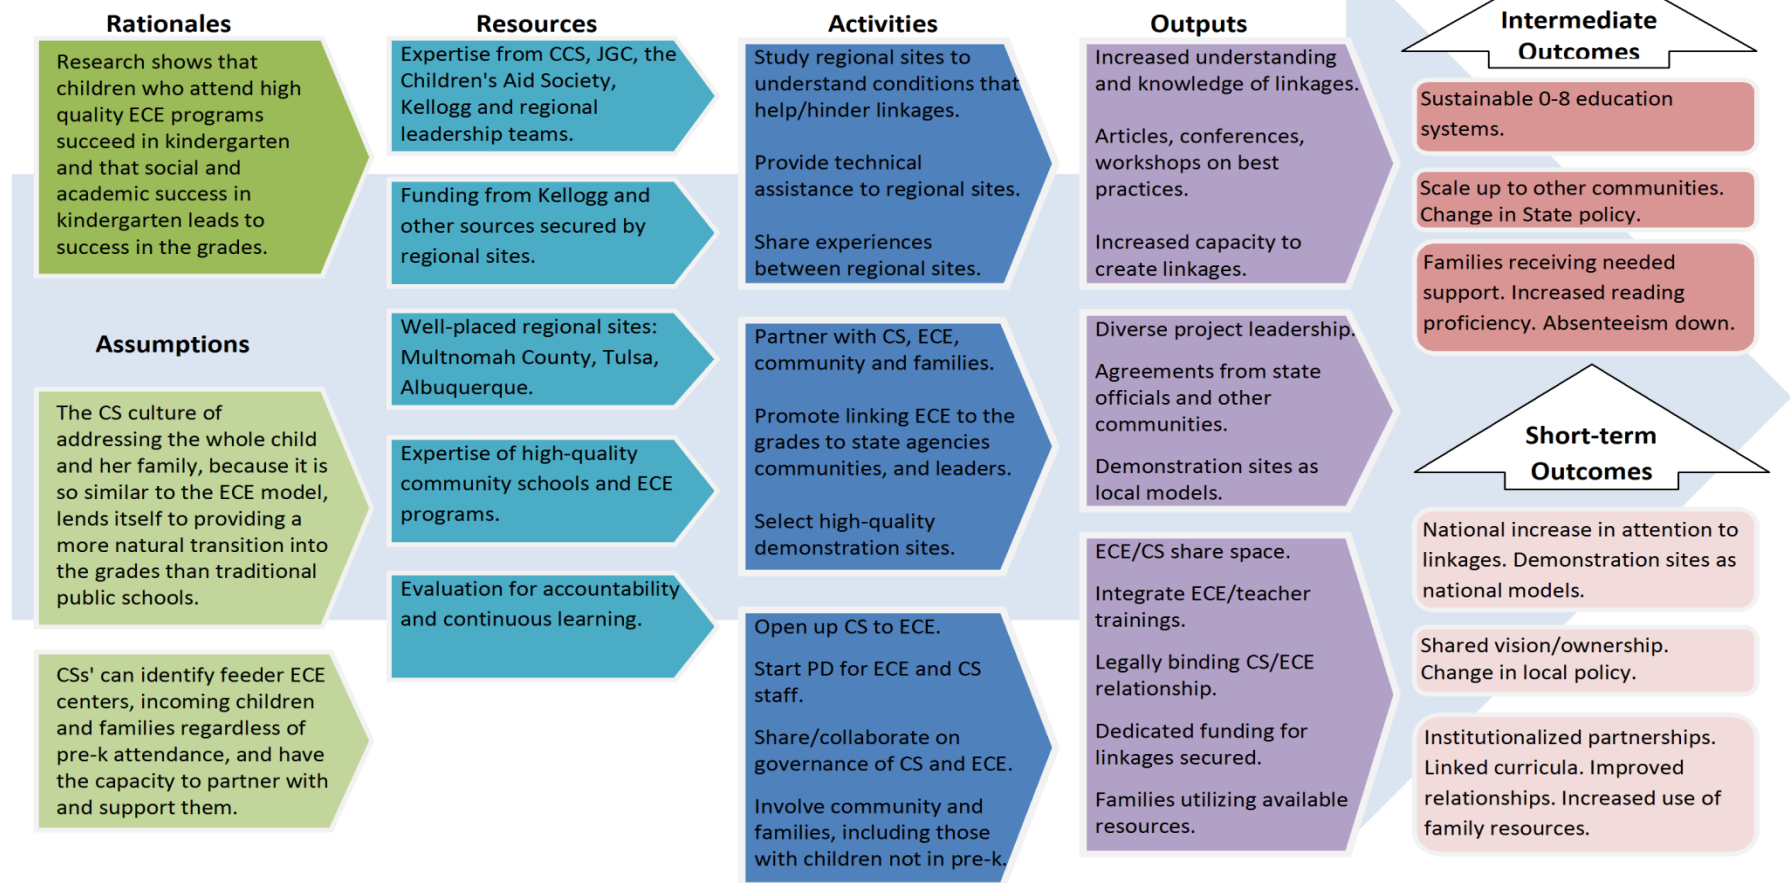 Rationales
Research shows that
children who attend high
quality ECE programs
succeed in kindergarten
and that social and
academic success in
kindergarten leads to
success in the grades.
Assumptions
The CS culture of
addressing the whole child
and her family, because it is
so similar to the ECE model,
lends itself to providing a
more natural transition into
the grades than traditional
public schools.
CSs' can identify feeder ECE
centers, incoming children
and families regardless of
pre-k attendance, and have
the capacity to partner with
and support them.
Resources
Expertise from CCS, JGC, the
Children's Aid Society,
Kellogg and regional
leadership teams.
Funding from Kellogg and
other sources secured by
regional sites.
Well-placed regional sites:
Multnomah County, Tulsa,
Albuquerque.
Expertise of high-quality
community schools and ECE
programs.
Evaluation for accountability
and continuous learning.
Activities
Study regional sites to
understand conditions that
help/hinder linkages.
Provide technical
assistance to regional sites.
Share experiences
between regional sites.
Partner with CS, ECE,
community and families.
Promote linking ECE to the
grades to state agencies
communities, and leaders.
Select high-quality
demonstration sites.
Open up CS to ECE.
Start PD for ECE and CS
staff.
Share/collaborate on
governance of CS and ECE.
Involve community and
families, including those
with children not in pre-k.
Outputs
Increased understanding
and knowledge of linkages.
Articles, conferences,
workshops on best
practices.
Increased capacity to
create linkages.
Diverse project leadership.
Agreements from state
officials and other
communities.
Demonstration sites as
local models.
ECE/CS share space.
Integrate ECE/teacher
trainings.
Legally binding CS/ECE
relationship.
Dedicated funding for
linkages secured.
Families utilizing available
resources.
Intermediate
Outcomes
Sustainable 0-8 education
systems.
Scale up to other communities.
Change in State policy.
Families receiving needed
support. Increased reading
proficiency. Absenteeism down.
Short-term
Outcomes
National increase in attention to
linkages. Demonstration sites as
national models.
Shared vision/ownership.
Change in local policy.
Institutionalized partnerships.
Linked curricula. Improved
relationships. Increased use of
family resources.